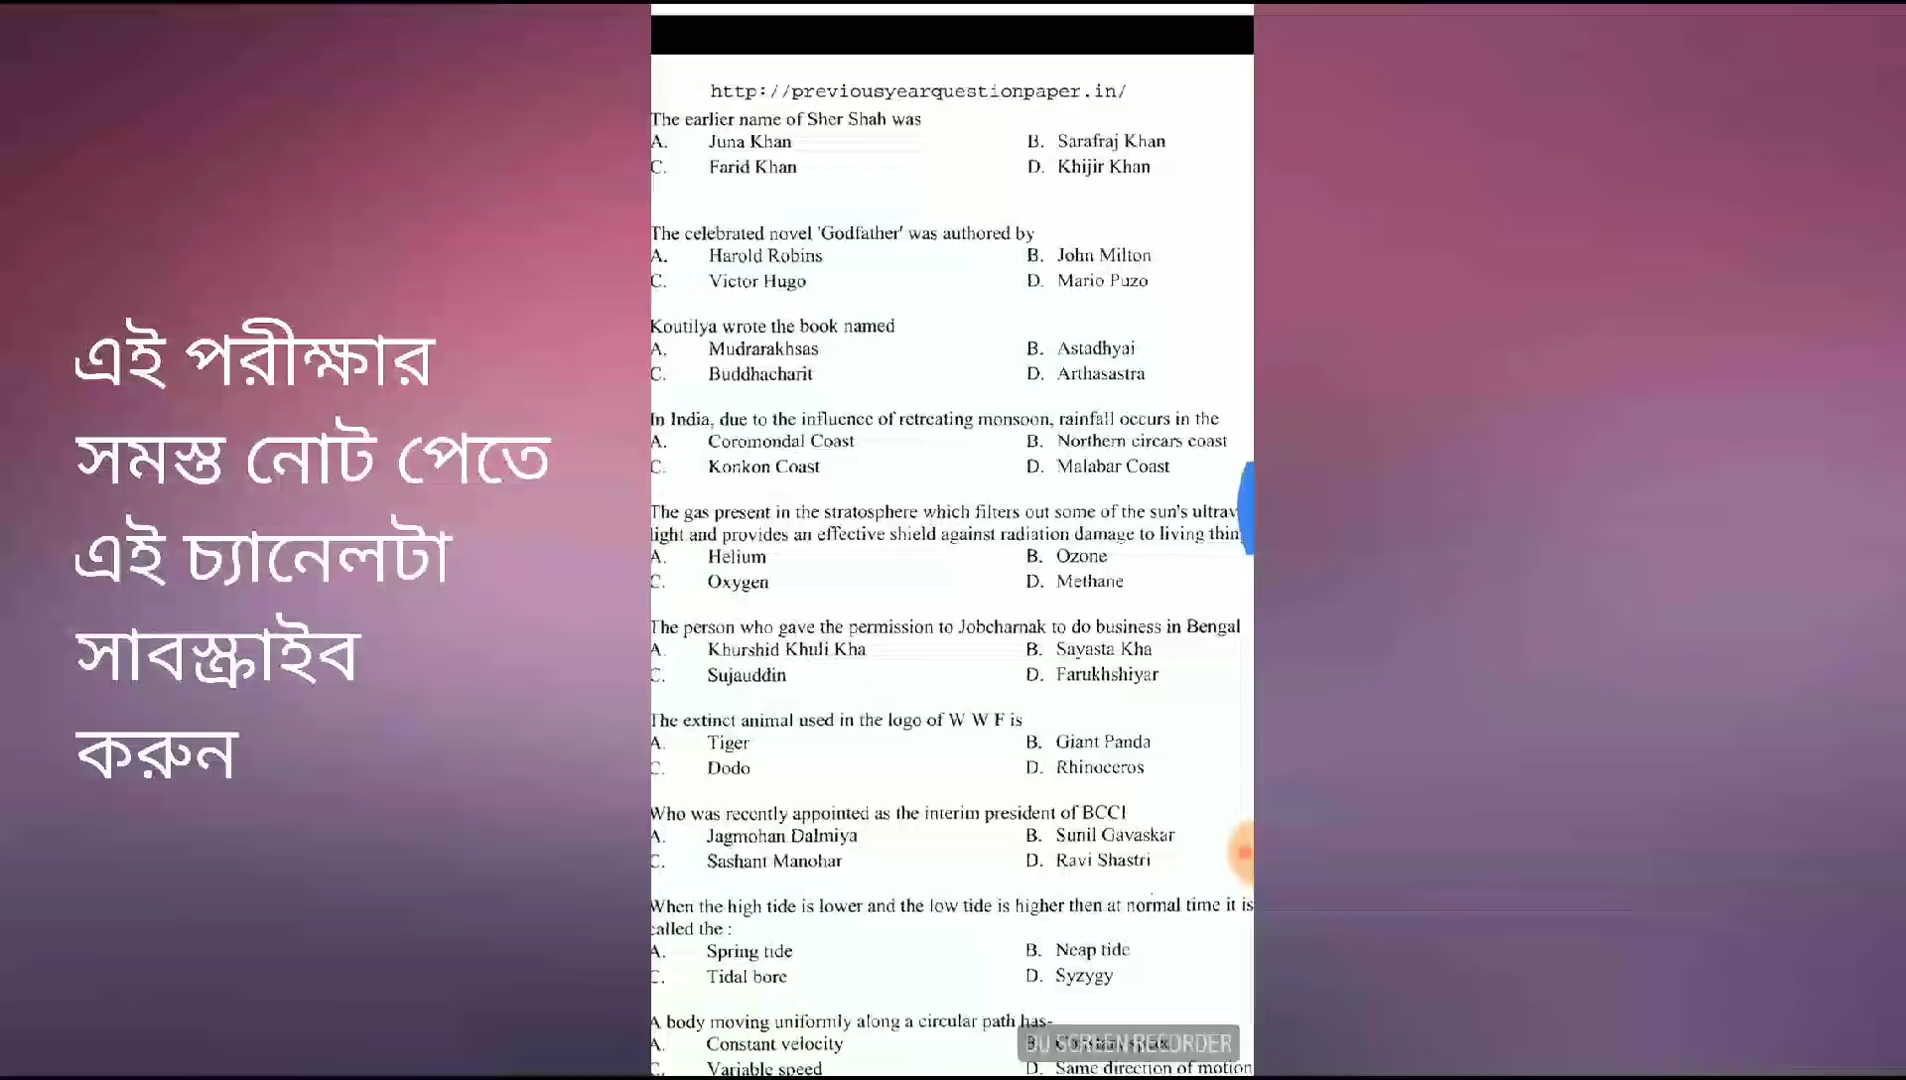 এই পরীক্ষার
সমস্ত নোট পেতে
এই চ্যানেলটা
সাবস্ক্রাইব
করুন
http://previousyearquestionpaper.in/
The earlier name of Sher Shah was
A. Juna Khan B. Sarafraj Khan
C. Farid Khan D. Khijir Khan
The celebrated novel 'Godfather' was authored by
A. Harold Robins B. John Milton
C. Victor Hugo D. Mario Puzo
Koutilya wrote the book named
A. Mudrarakhsas B. Astadhyai
C. Buddhacharit D. Arthasastra
In India, due to the influence of retreating monsoon, rainfall occurs in the
A. Coromondal Coast B. Northern circars coast
C. Konkon Coast D. Malabar Coast
The gas present in the stratosphere which filters out some of the sun's ultrav
light and provides an effective shield against radiation damage to living thin
A. Helium B. Ozone
C. Oxygen D. Methane
The person who gave the permission to Jobcharnak to do business in Bengal
A. Khurshid Khuli Kha B. Sayasta Kha
C. Sujauddin D. Farukhshiyar
The extinct animal used in the logo of W W F is
A. Tiger B. Giant Panda
C. Dodo D. Rhinoceros
Who was recently appointed as the interim president of BCCI
A. Jagmohan Dalmiya B. Sunil Gavaskar
C. Sashant Manohar D. Ravi Shastri
When the high tide is lower and the low tide is higher then at normal time it is
called the :
A. Spring tide B. Neap tide
C. Tidal bore D. Syzygy
A body moving uniformly along a circular path has-
A. Constant velocity
DU SCREEN RECORDER
C. Variable speed D. Same direction of motion